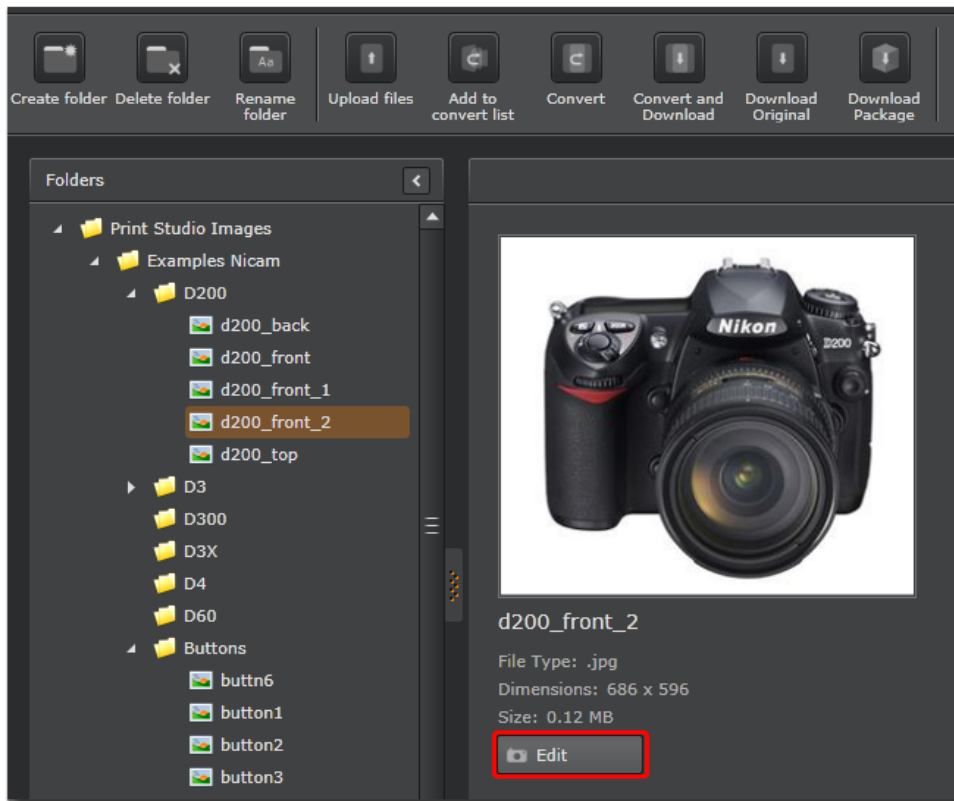 Create folder
Delete folder
Rename
folder
Upload files
Add to
convert list
Convert
Convert and
Download
Download
Original
Download
Package
Aa
Folders
Print Studio Images
Examples Nicam
D200
d200_back
d200_front
d200_front_1
d200_front_2
d200_top
D3
D300
D3X
D4
D60
Buttons
buttn6
button1
button2
button3
Nikon
D200
d200_front_2
File Type: .jpg
Dimensions: 686 x 596
Size: 0.12 MB
Edit